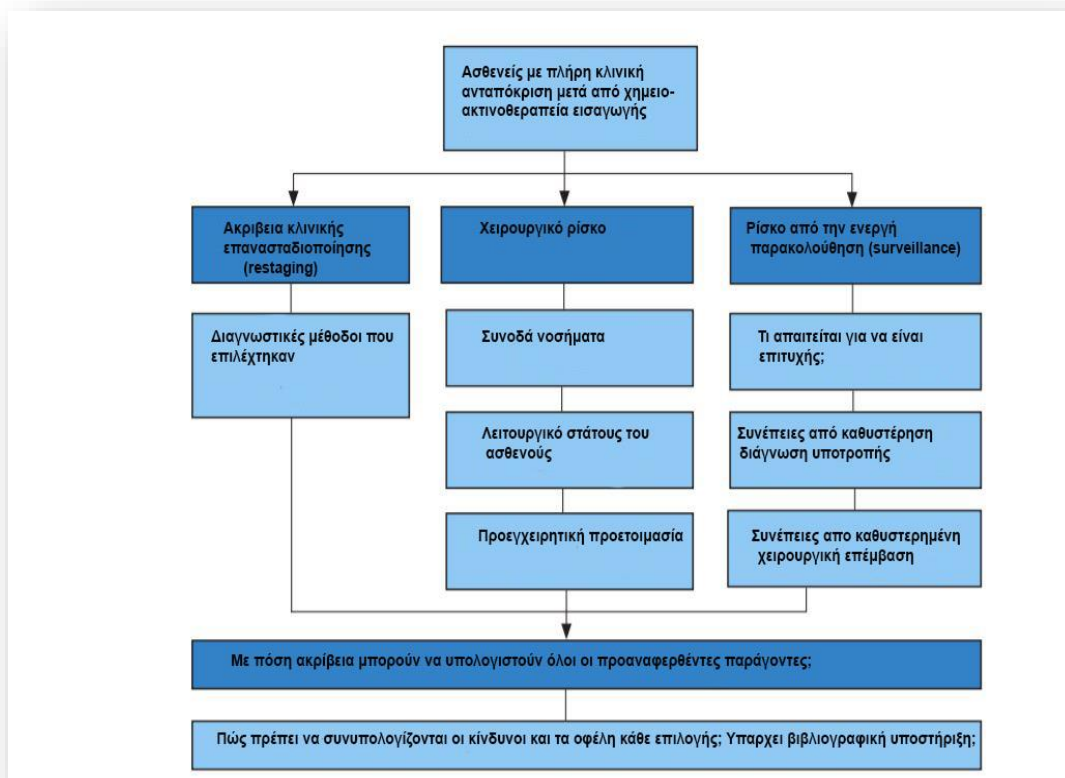 Ασθενείς με πλήρη κλινική
ανταπόκριση μετά από χημειο-
ακτινοθεραπεία εισαγωγής
Ακριβεια κλινικής
επανασταδιοποίησης
(restaging)
Χειρουργικό ρίσκο
Ρίσκο από την ενεργή
παρακολούθηση (surveillance)
Διαγνωστικές μέθοδοι που
επιλέχτηκαν
Συνοδά νοσήματα
Τι απαιτείται για να είναι
επιτυχής;
Λειτουργικό στάτους του
ασθενούς
Συνέπειες από καθυστέρηση
διάγνωση υποτροπής
Προεγχειρητική προετοιμασία
Συνέπειες απο καθυστερημένη
χειρουργική επέμβαση
Με πόση ακρίβεια μπορούν να υπολογιστούν όλοι οι προαναφερθέντες παράγοντες;
Πώς πρέπει να συνυπολογίζονται οι κίνδυνοι και τα οφέλη κάθε επιλογής; Υπαρχει βιβλιογραφική υποστήριξη;